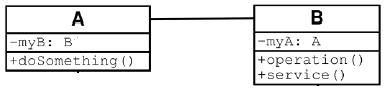 A
-myB: B
+doSomething()
B
-myA: A
+operation()
+service()